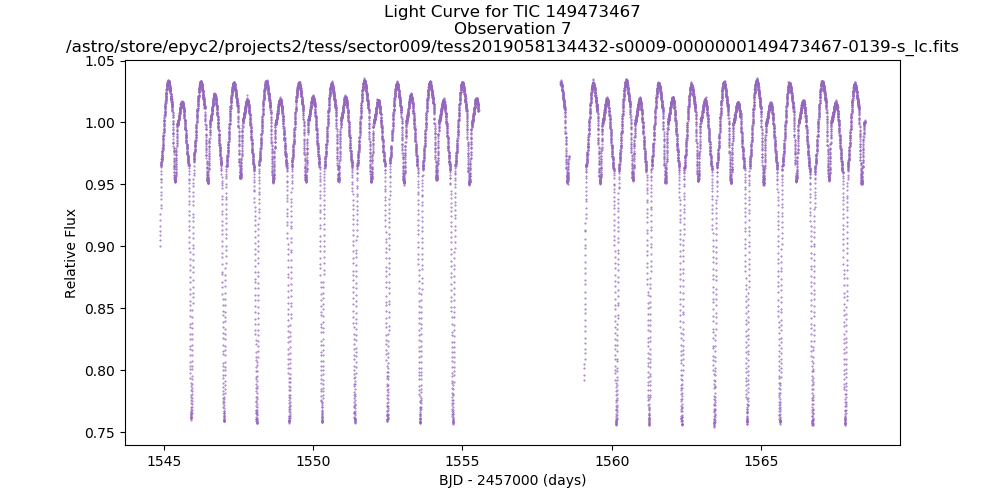 Light Curve for TIC 149473467
Observation 7
/astro/store/epyc2/projects2/tess/sector009/tess2019058134432-s0009-0000000149473467-0139-s_lc.fits
1.05
1.00
0.95
0.90
0.85
0.80
0.75
Relative Flux
1545
1550
1555
1560
1565
BJD - 2457000 (days)